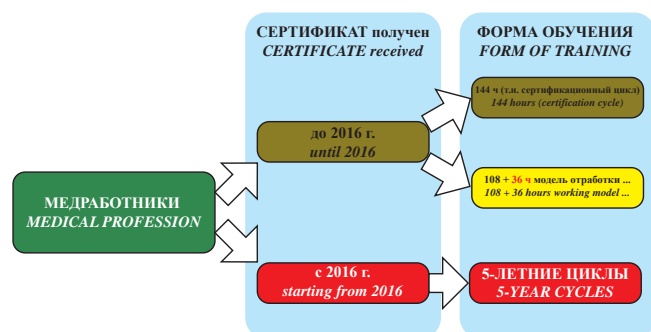 СЕРТИФИКАТ получен
CERTIFICATE received
ФОРМА ОБУЧЕНИЯ
FORM OF TRAINING
144 ч (т.н. сертификационный цикл)
144 hours (certification cycle)
до 2016 г.
until 2016
108 + 36 ч модель отработки ...
108 + 36 hours working model ...
МЕДРАБОТНИКИ
MEDICAL PROFESSION
с 2016 г.
starting from 2016
5-ЛЕТНИЕ ЦИКЛЫ
5-YEAR CYCLES